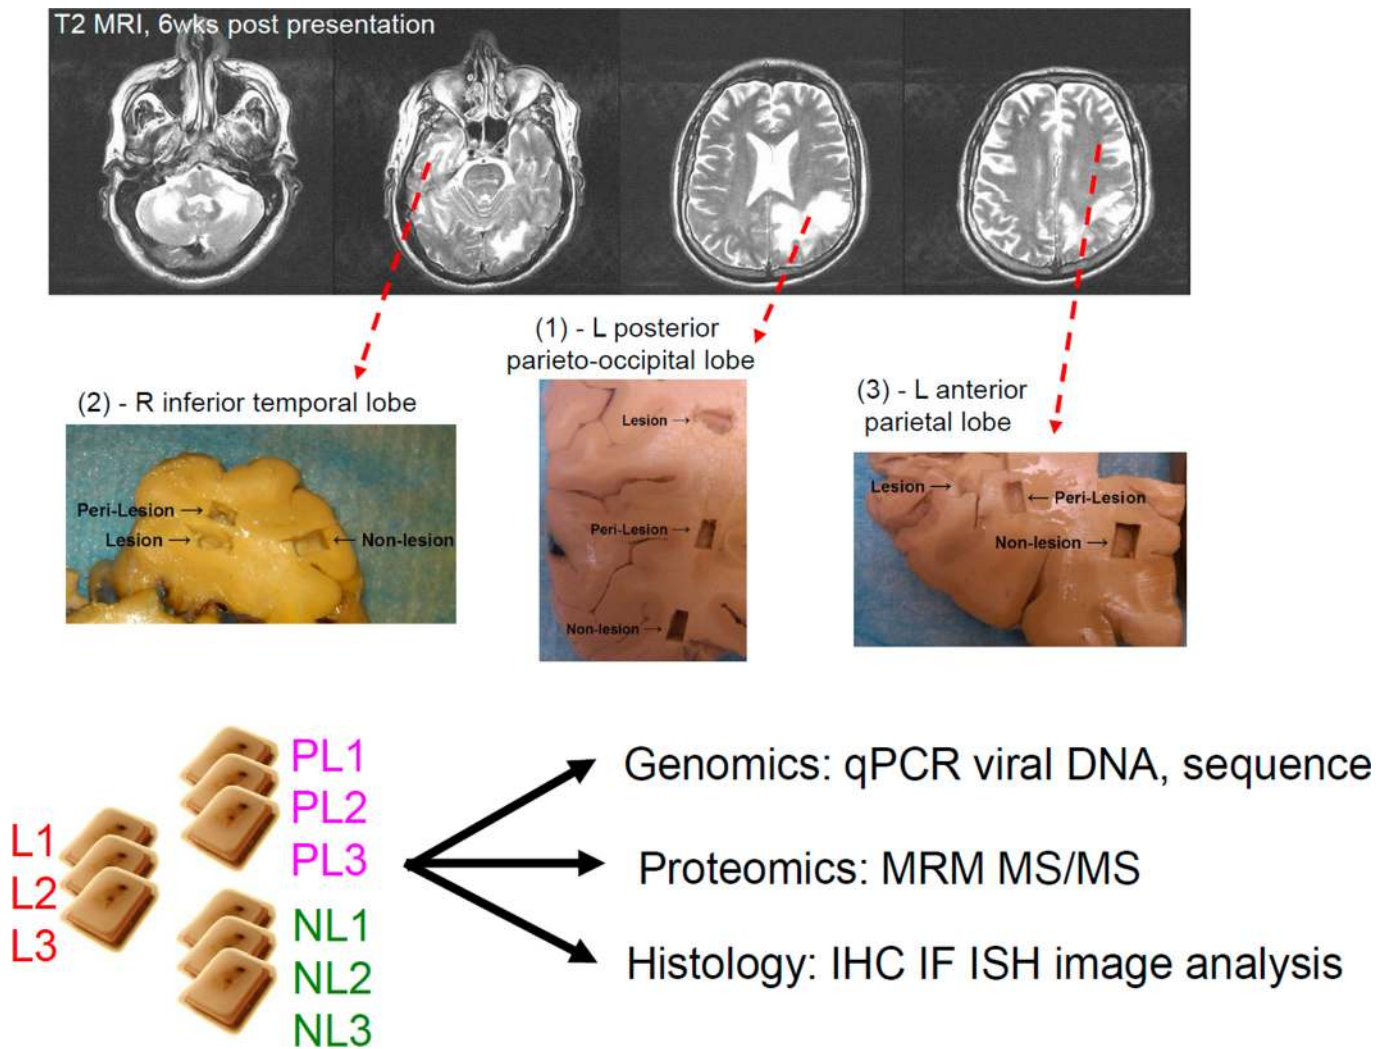 T2 MRI, 6wks post presentation
(1) - L posterior
parieto-occipital lobe
(2) - R inferior temporal lobe
(3) - L anterior
parietal lobe
Peri-Lesion →
Lesion →
← Non-lesion
Lesion →
Peri-Lesion →
Non-lesion →
Lesion →
← Peri-Lesion
Non-lesion →
L1
L2
L3
PL1
PL2
PL3
NL1
NL2
NL3
Genomics: qPCR viral DNA, sequence
Proteomics: MRM MS/MS
Histology: IHC IF ISH image analysis